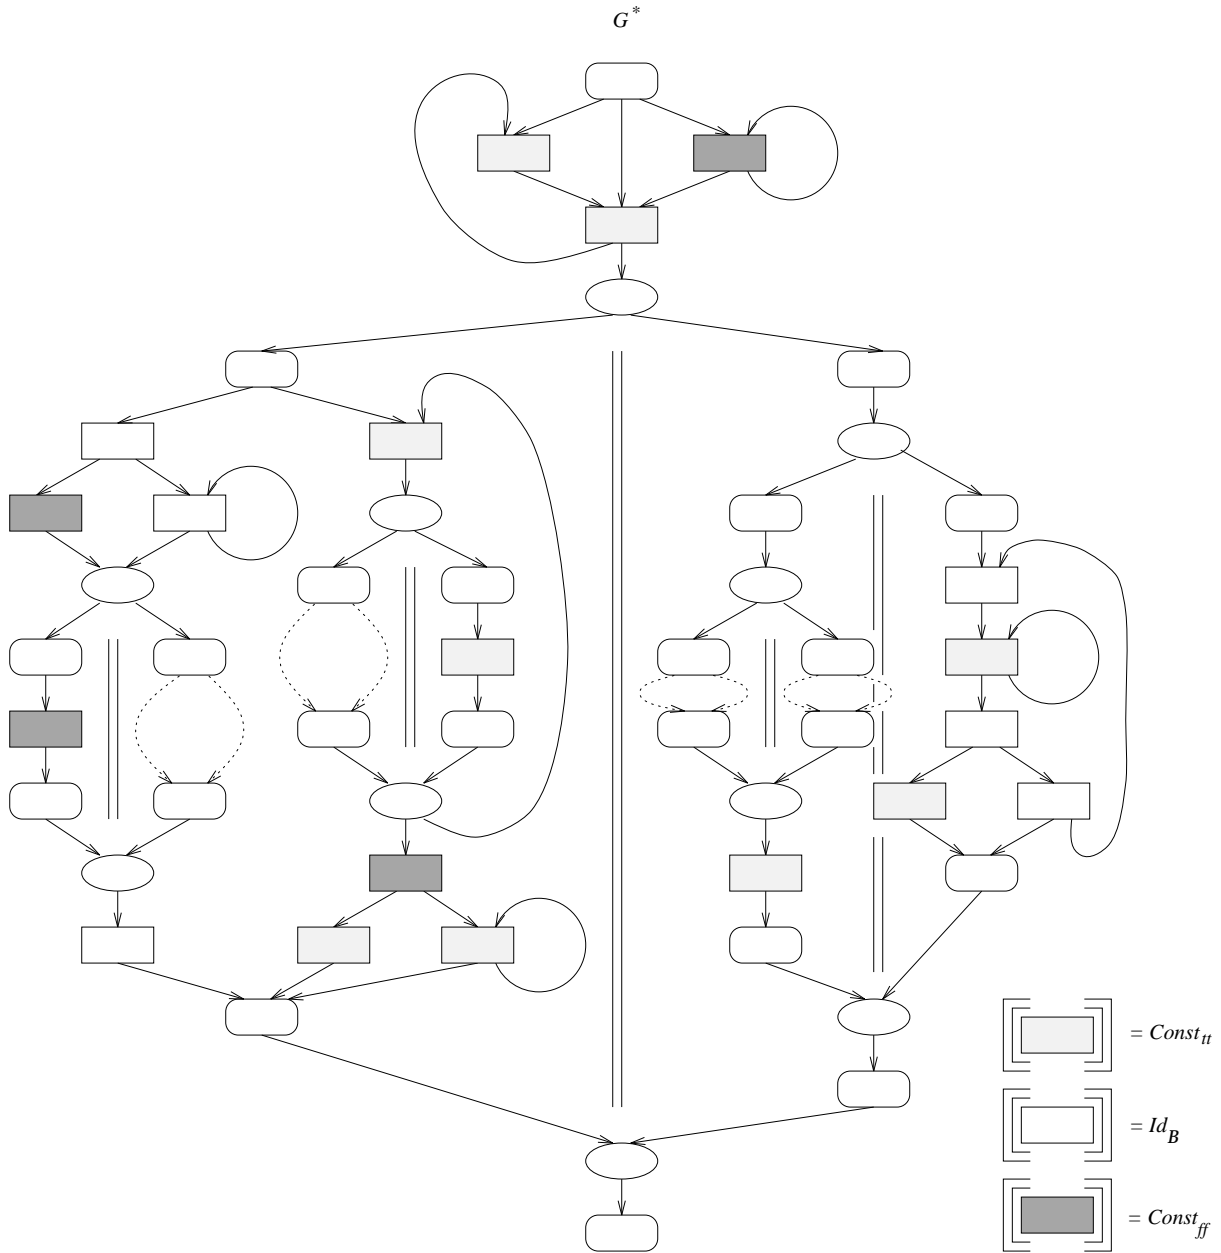 G*
= Const_tt
= Id_B
= Const_ff